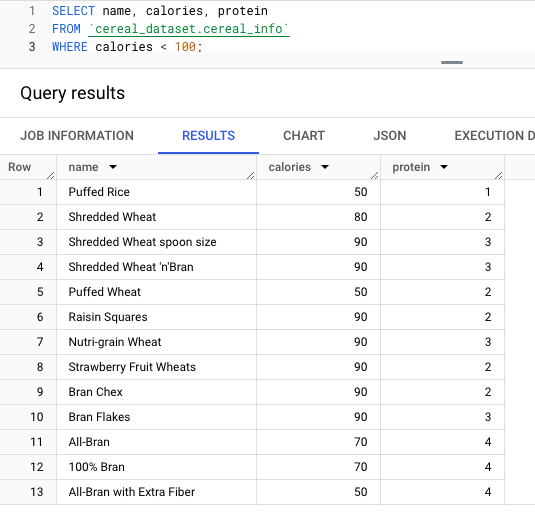 1 SELECT name, calories, protein
2 FROM `cereal_dataset.cereal_info`
3 WHERE calories < 100;
Query results
JOB INFORMATION RESULTS CHART JSON EXECUTION D
Row name calories protein
1 Puffed Rice 50 1
2 Shredded Wheat 80 2
3 Shredded Wheat spoon size 90 3
4 Shredded Wheat 'n'Bran 90 3
5 Puffed Wheat 50 2
6 Raisin Squares 90 2
7 Nutri-grain Wheat 90 3
8 Strawberry Fruit Wheats 90 2
9 Bran Chex 90 2
10 Bran Flakes 90 3
11 All-Bran 70 4
12 100% Bran 70 4
13 All-Bran with Extra Fiber 50 4